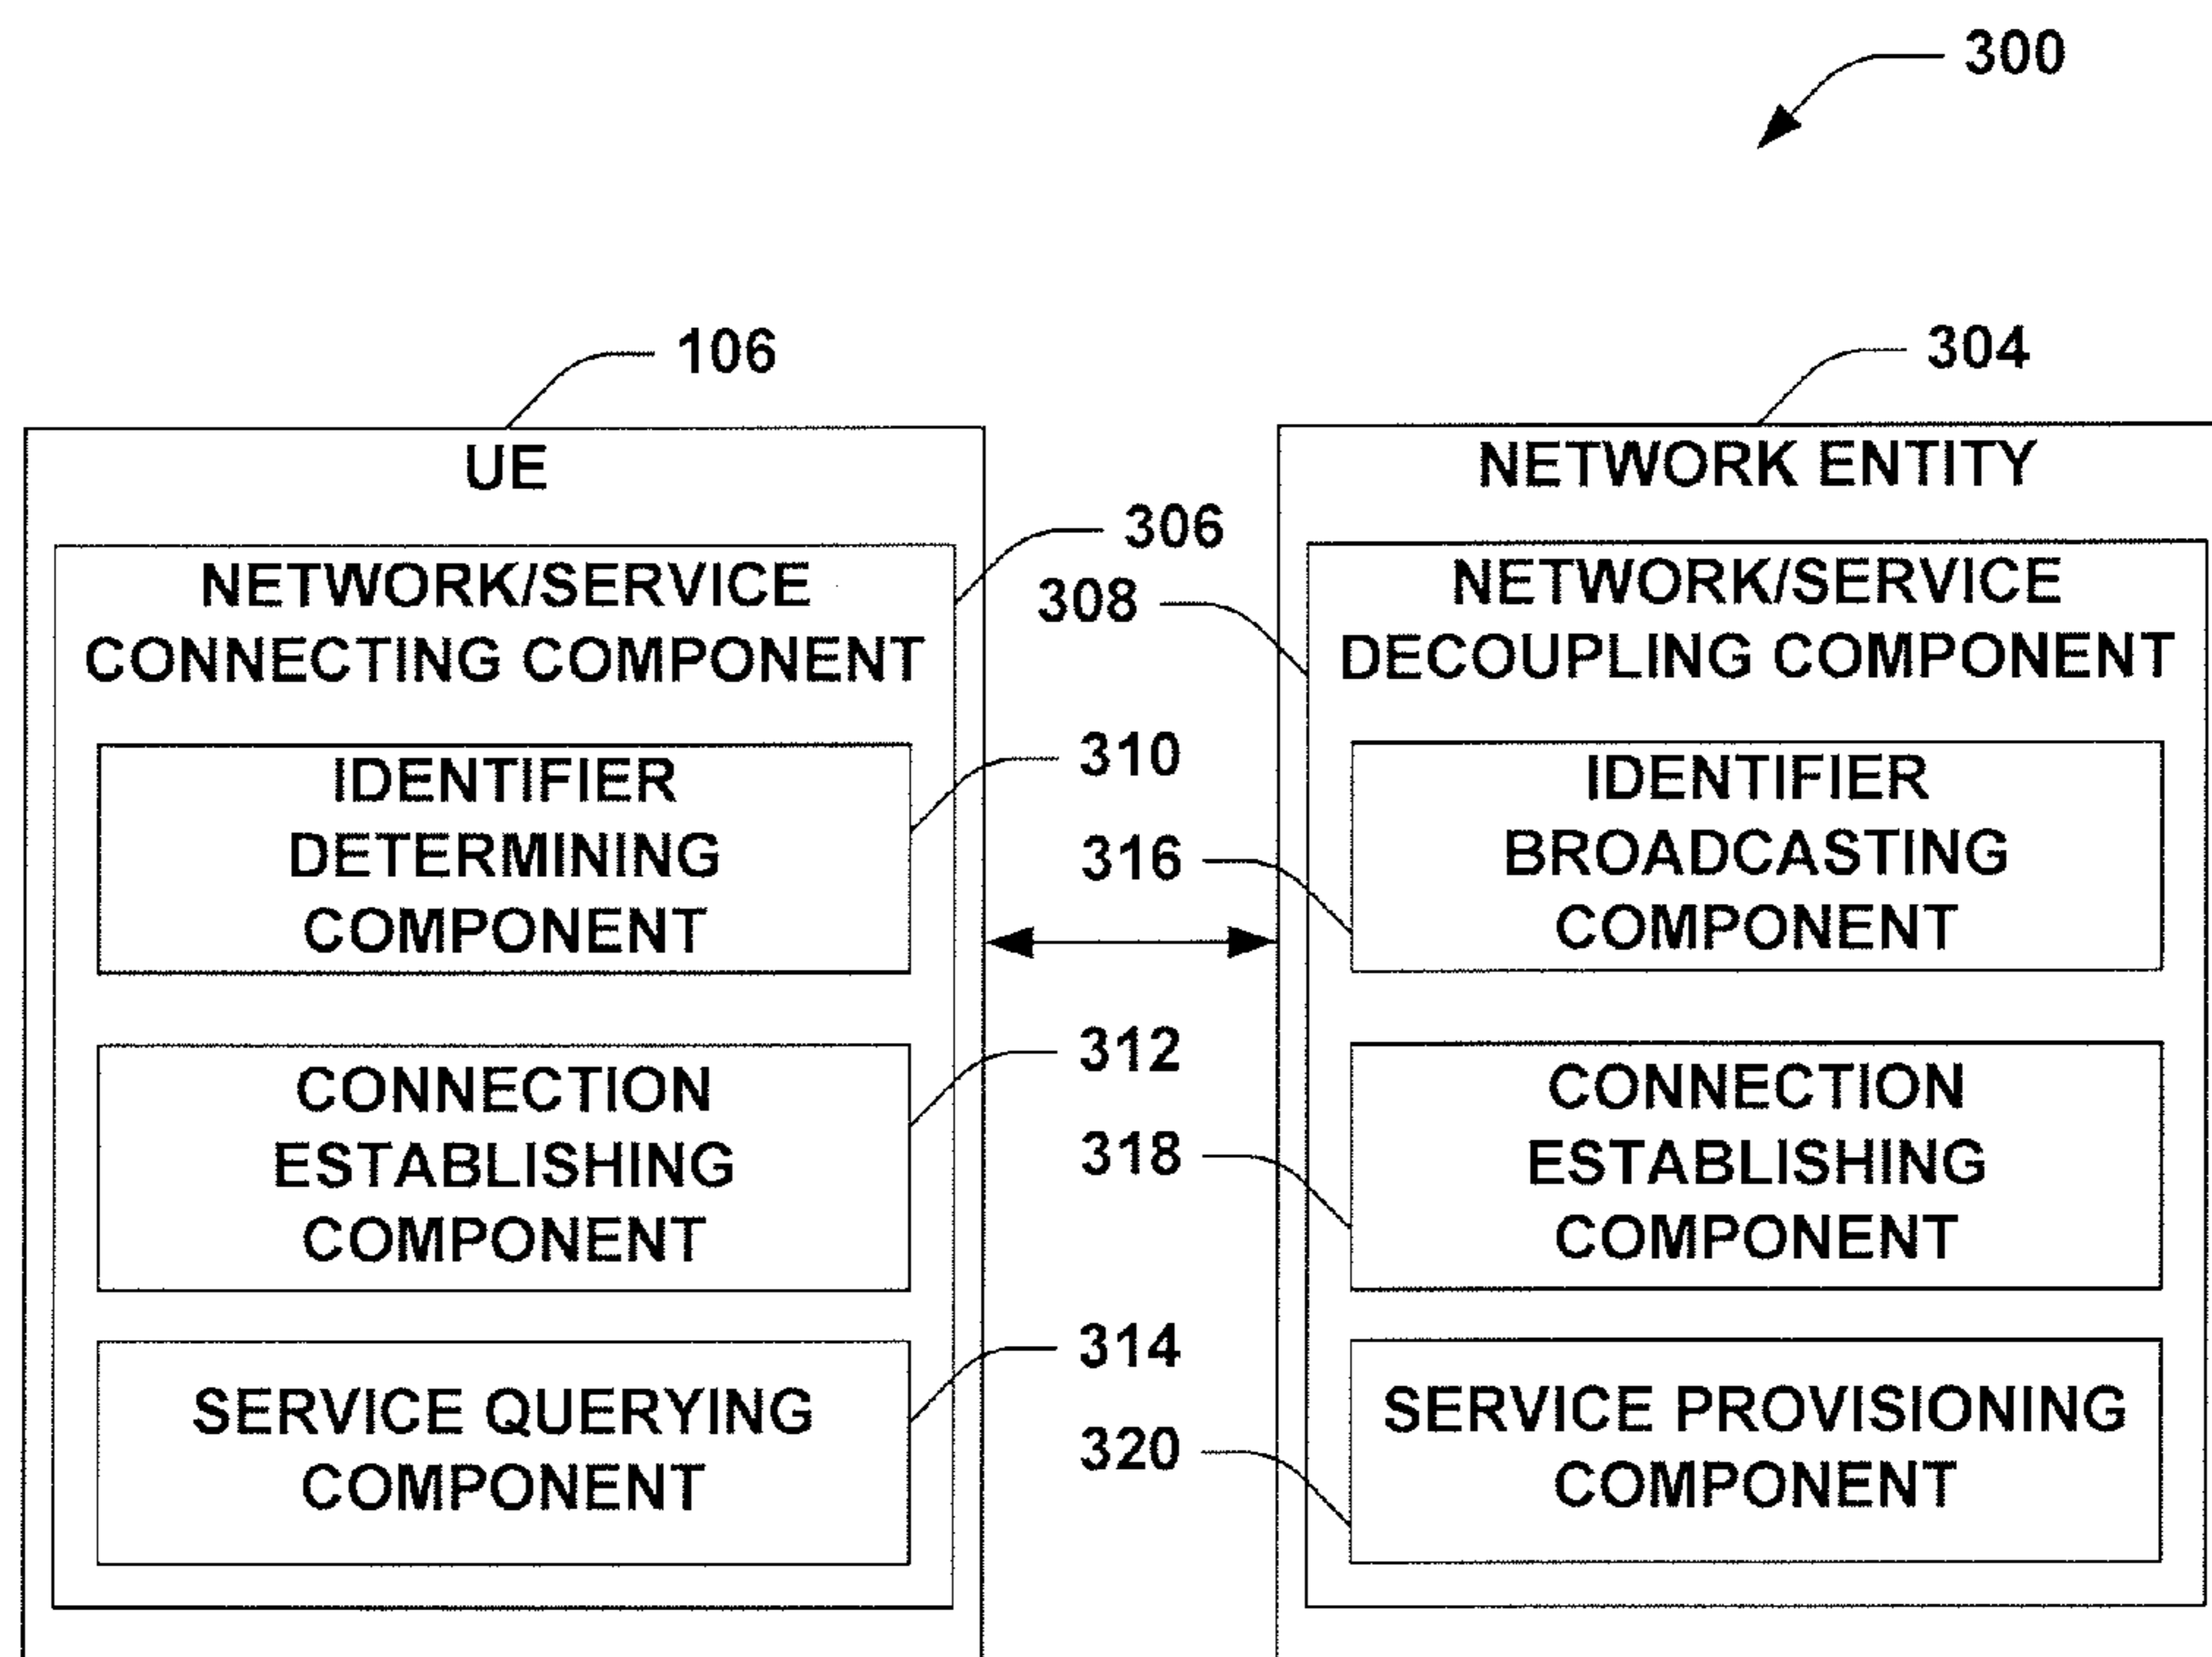 300
106
304
UE
NETWORK ENTITY
306
308
NETWORK/SERVICE
CONNECTING COMPONENT
NETWORK/SERVICE
DECOUPLING COMPONENT
310
316
IDENTIFIER
DETERMINING
COMPONENT
IDENTIFIER
BROADCASTING
COMPONENT
312
318
CONNECTION
ESTABLISHING
COMPONENT
CONNECTION
ESTABLISHING
COMPONENT
314
320
SERVICE QUERYING
COMPONENT
SERVICE PROVISIONING
COMPONENT